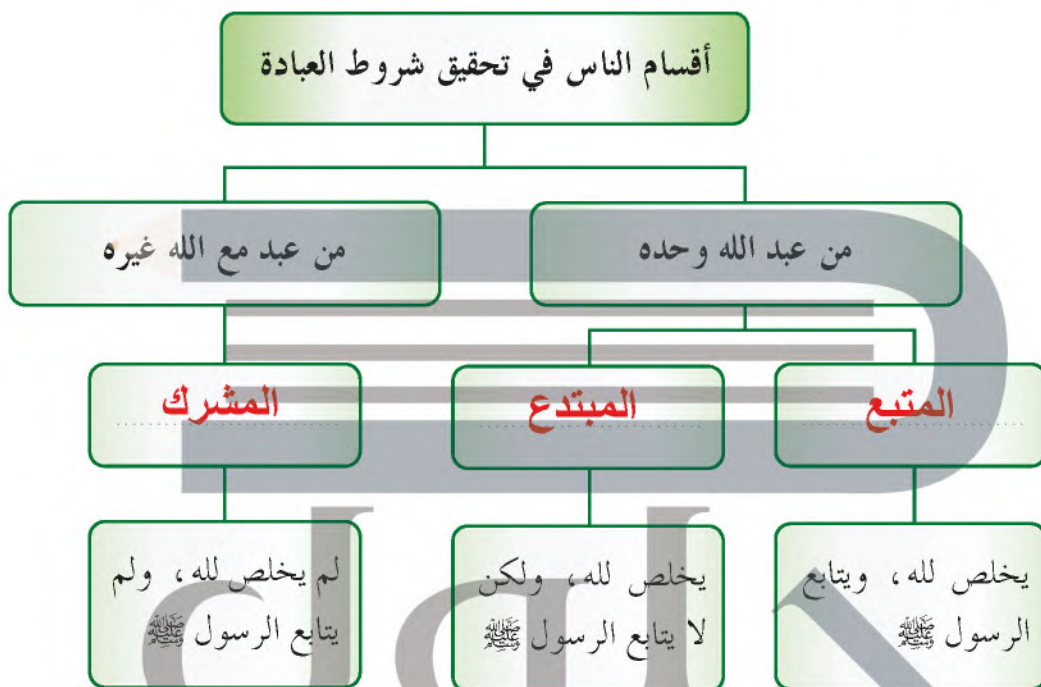 أقسام الناس في تحقيق شروط العبادة
من عبد الله وحده
من عبد مع الله غيره
المتبع
المبتدع
المشرك
يخلص لله، ويتابع
الرسول ﷺ
يخلص لله، ولكن
لا يتابع الرسول ﷺ
لم يخلص لله، ولم
يتابع الرسول ﷺ